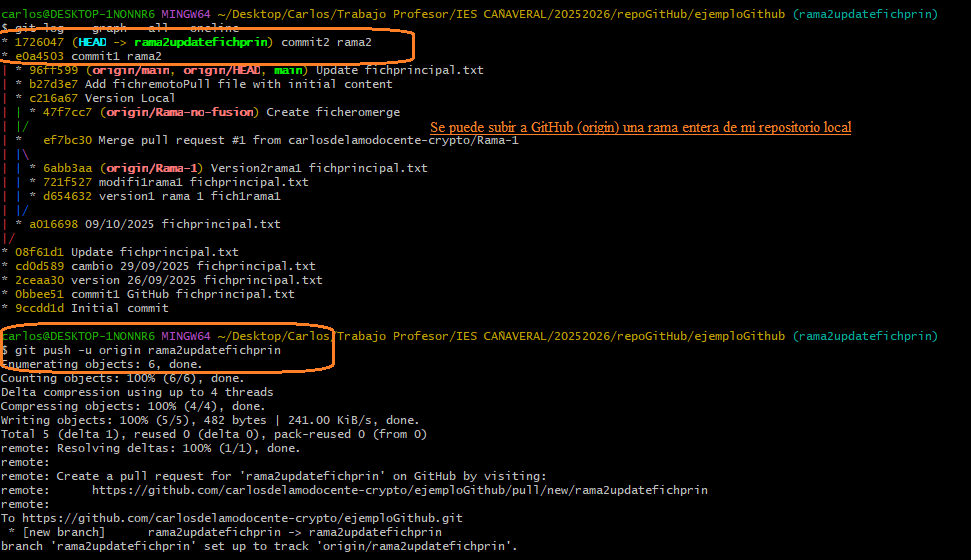 carlos@DESKTOP-1NONNR6 MINGW64 ~/Desktop/Carlos/Trabajo Profesor/IES CAÑAVERAL/20252026/repoGitHub/ejemploGithub (rama2updatefichprin)
$ git log --graph --all --oneline
* 1726047 (HEAD -> rama2updatefichprin) commit2 rama2
* e0a4503 commit1 rama2
| * 96ff599 (origin/main, origin/HEAD, main) Update fichprincipal.txt
| * b27d3e7 Add fichremotoPull file with initial content
| * c216a67 Version Local
| | * 47f7cc7 (origin/Rama-no-fusion) Create ficheromerge
| |/
Se puede subir a GitHub (origin) una rama entera de mi repositorio local
| *   ef7bc30 Merge pull request #1 from carlosdelamodocente-crypto/Rama-1
| |\
| | * 6abb3aa (origin/Rama-1) Version2rama1 fichprincipal.txt
| | * 721f527 modifi1rama1 fichprincipal.txt
| | * d654632 version1 rama 1 fich1rama1
| |/
| * a016698 09/10/2025 fichprincipal.txt
|/
* 08f61d1 Update fichprincipal.txt
* cd0d589 cambio 29/09/2025 fichprincipal.txt
* 2ceaa30 version 26/09/2025 fichprincipal.txt
* 0bbee51 commit1 GitHub fichprincipal.txt
* 9ccdd1d Initial commit
carlos@DESKTOP-1NONNR6 MINGW64 ~/Desktop/Carlos/Trabajo Profesor/IES CAÑAVERAL/20252026/repoGitHub/ejemploGithub (rama2updatefichprin)
$ git push -u origin rama2updatefichprin
Enumerating objects: 6, done.
Counting objects: 100% (6/6), done.
Delta compression using up to 4 threads
Compressing objects: 100% (4/4), done.
Writing objects: 100% (5/5), 482 bytes | 241.00 KiB/s, done.
Total 5 (delta 1), reused 0 (delta 0), pack-reused 0 (from 0)
remote: Resolving deltas: 100% (1/1), done.
remote:
remote: Create a pull request for 'rama2updatefichprin' on GitHub by visiting:
remote:      https://github.com/carlosdelamodocente-crypto/ejemploGithub/pull/new/rama2updatefichprin
remote:
To https://github.com/carlosdelamodocente-crypto/ejemploGithub.git
 * [new branch]      rama2updatefichprin -> rama2updatefichprin
branch 'rama2updatefichprin' set up to track 'origin/rama2updatefichprin'.